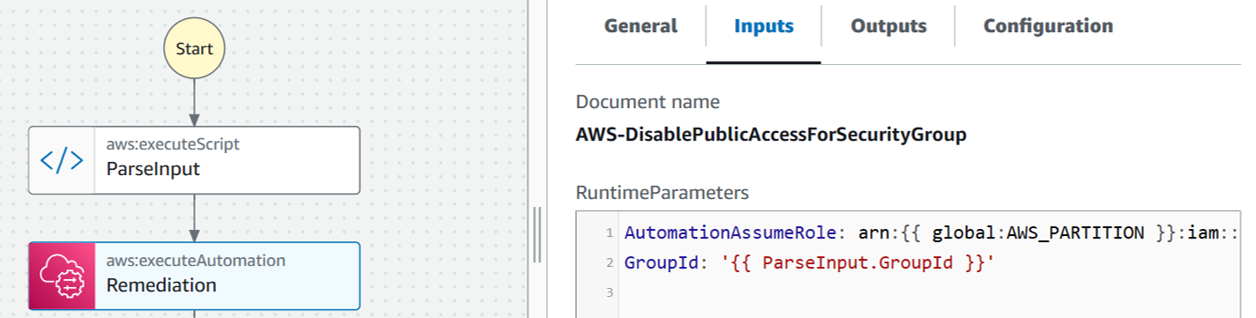 Start
aws:executeScript
ParseInput
aws:executeAutomation
Remediation
General Inputs Outputs Configuration
Document name
AWS-DisablePublicAccessForSecurityGroup
RuntimeParameters
1 AutomationAssumeRole: arn:{{ global:AWS_PARTITION }}:iam::
2 GroupId: '{{ ParseInput.GroupId }}'
3